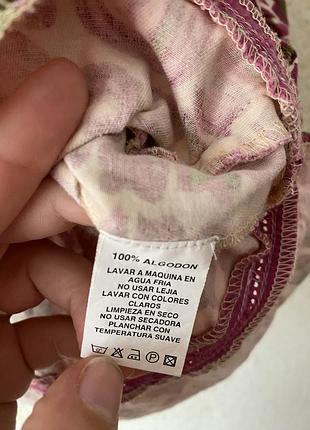 100% ALGODON
LAVAR A MAQUINA EN
AGUA FRIA
NO USAR LEJIA
LAVAR CON COLORES
CLAROS
LIMPIEZA EN SECO
NO USAR SECADORA
PLANCHAR CON
TEMPERATURA SUAVE
P